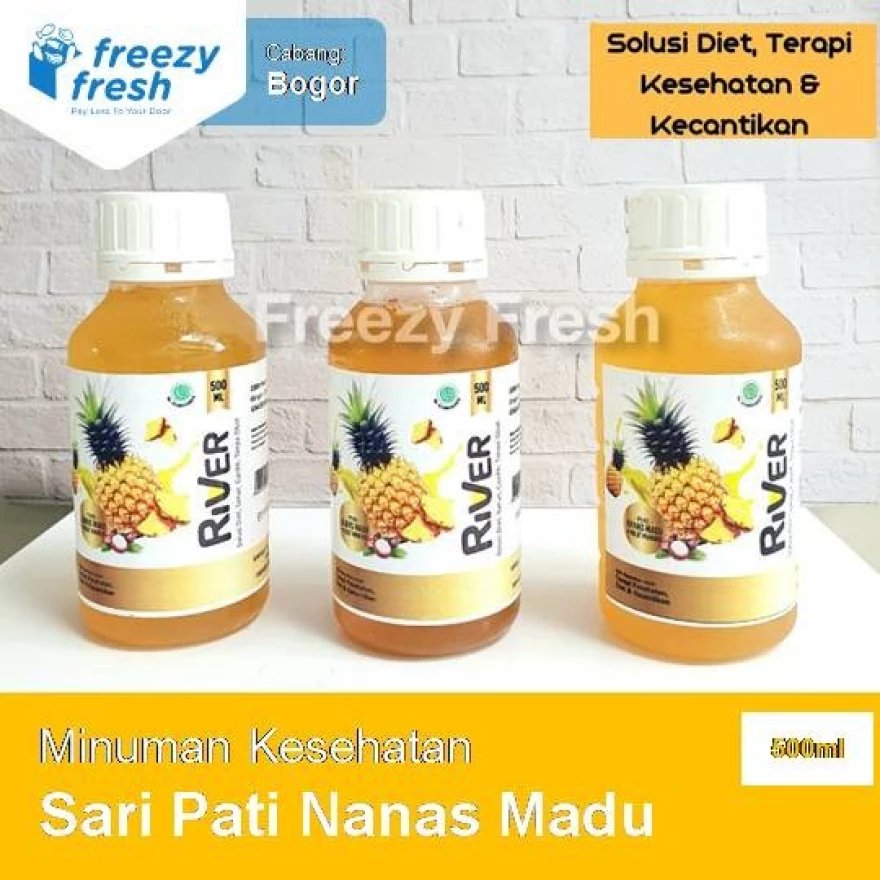 freezy
fresh
Pay Less To Your Door
Cabang:
Bogor
Solusi Diet, Terapi
Kesehatan &
Kecantikan
Freezy Fresh
500
ML
RIVER
500
ML
RIVER
500
ML
RIVER
Minuman Kesehatan
500ml
Sari Pati Nanas Madu